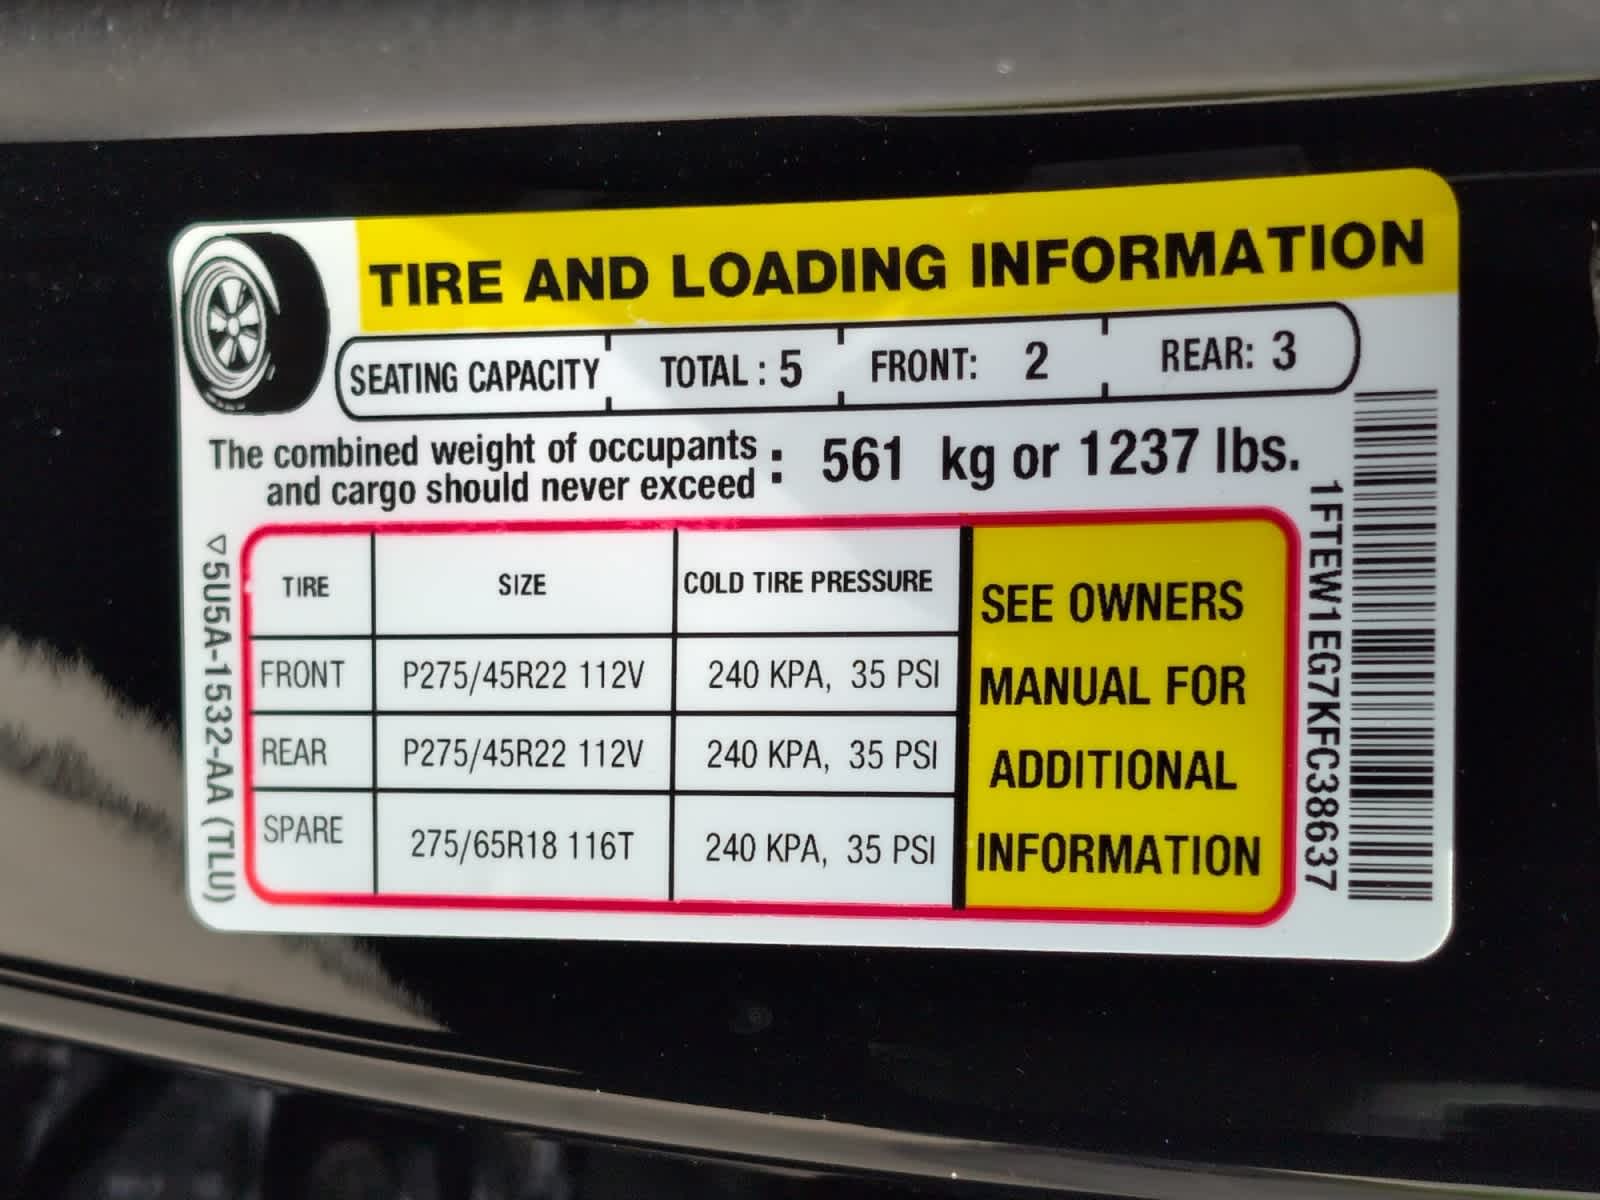 TIRE AND LOADING INFORMATION
SEATING CAPACITY TOTAL : 5 FRONT: 2 REAR: 3
The combined weight of occupants
and cargo should never exceed : 561 kg or 1237 lbs.
TIRE SIZE COLD TIRE PRESSURE
FRONT P275/45R22 112V 240 KPA, 35 PSI
REAR P275/45R22 112V 240 KPA, 35 PSI
SPARE 275/65R18 116T 240 KPA, 35 PSI
SEE OWNERS
MANUAL FOR
ADDITIONAL
INFORMATION
5U5A-1532-AA (TLU)
1FTEW1EG7KFC38637